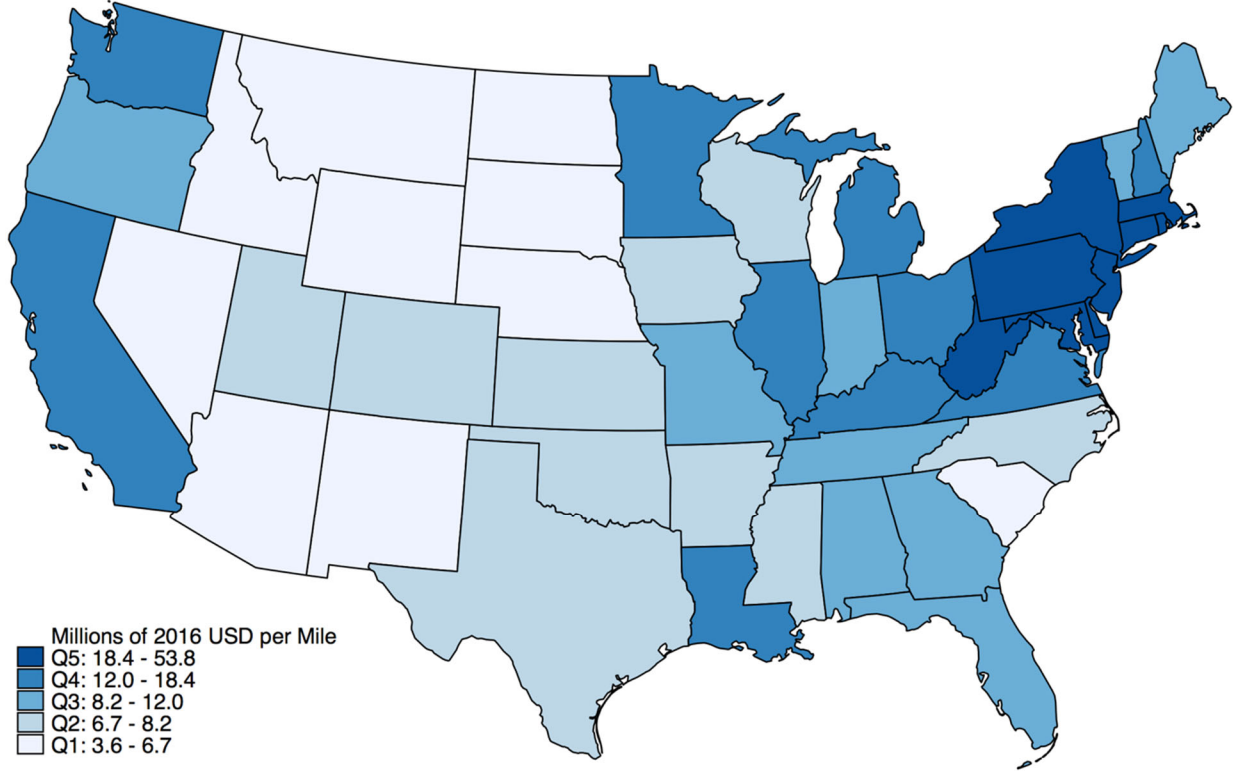 Millions of 2016 USD per Mile
Q5: 18.4 - 53.8
Q4: 12.0 - 18.4
Q3: 8.2 - 12.0
Q2: 6.7 - 8.2
Q1: 3.6 - 6.7